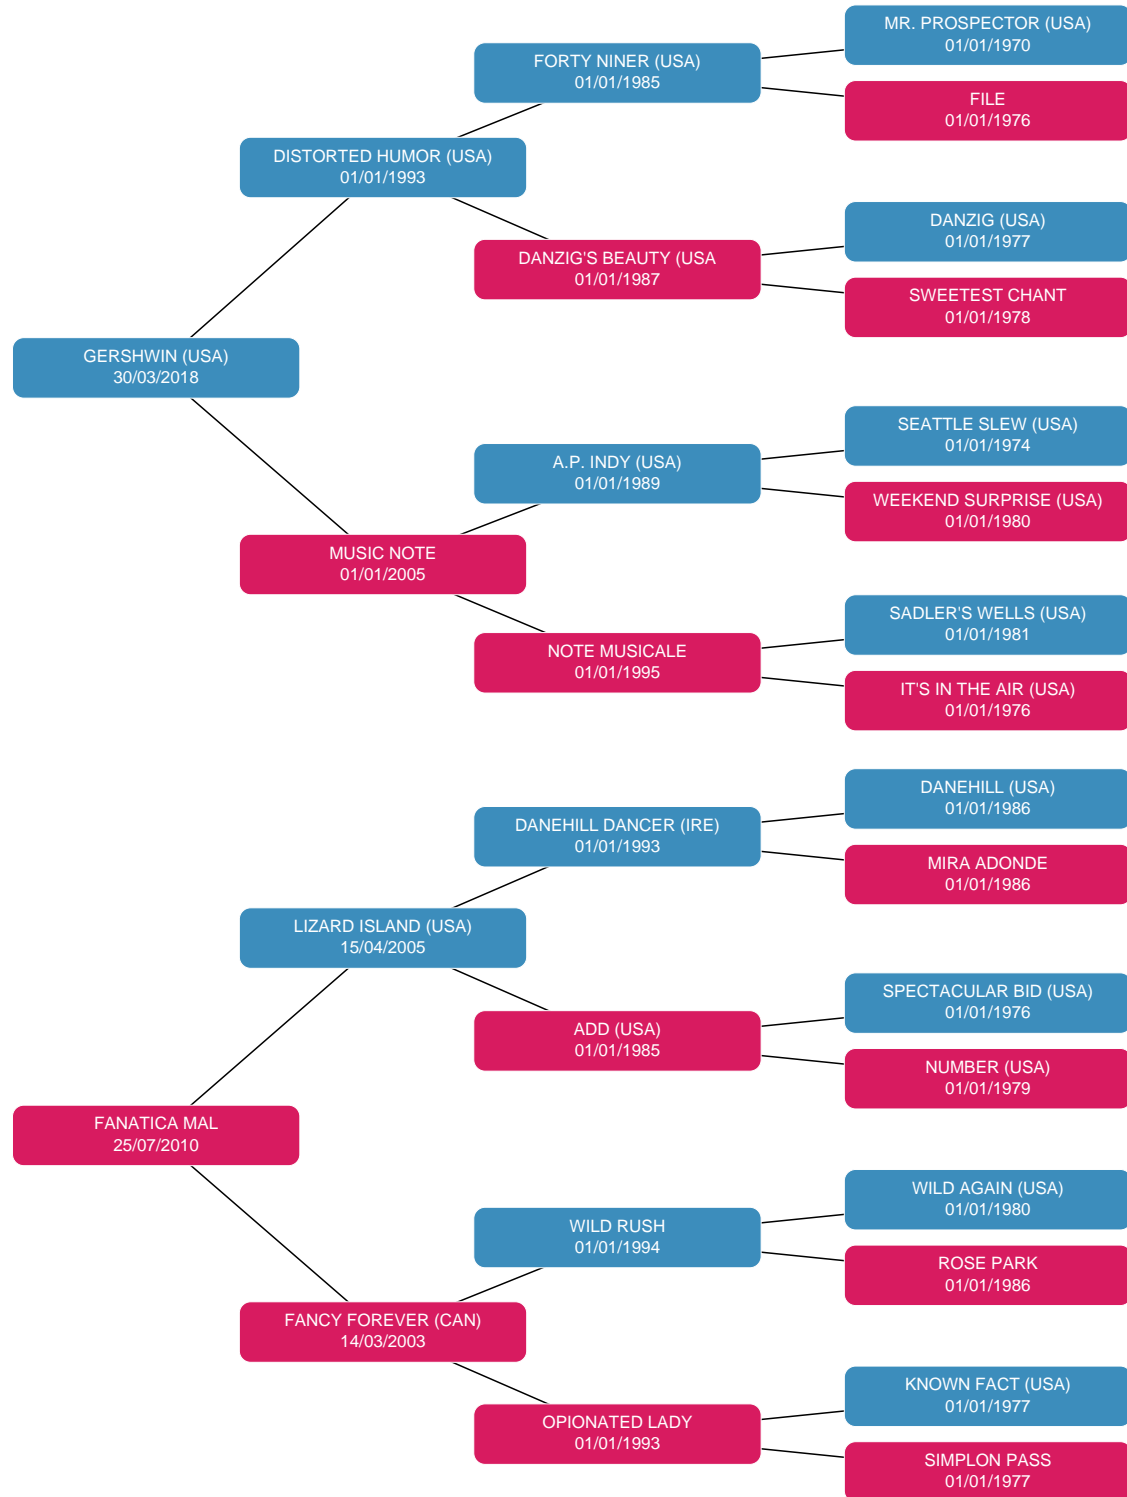 MR. PROSPECTOR (USA)
01/01/1970
FORTY NINER (USA)
01/01/1985
FILE
01/01/1976
DISTORTED HUMOR (USA)
01/01/1993
DANZIG (USA)
01/01/1977
DANZIG'S BEAUTY (USA
01/01/1987
SWEETEST CHANT
01/01/1978
GERSHWIN (USA)
30/03/2018
SEATTLE SLEW (USA)
01/01/1974
A.P. INDY (USA)
01/01/1989
WEEKEND SURPRISE (USA)
01/01/1980
MUSIC NOTE
01/01/2005
SADLER'S WELLS (USA)
01/01/1981
NOTE MUSICALE
01/01/1995
IT'S IN THE AIR (USA)
01/01/1976
DANEHILL (USA)
01/01/1986
DANEHILL DANCER (IRE)
01/01/1993
MIRA ADONDE
01/01/1986
LIZARD ISLAND (USA)
15/04/2005
SPECTACULAR BID (USA)
01/01/1976
ADD (USA)
01/01/1985
NUMBER (USA)
01/01/1979
FANATICA MAL
25/07/2010
WILD AGAIN (USA)
01/01/1980
WILD RUSH
01/01/1994
ROSE PARK
01/01/1986
FANCY FOREVER (CAN)
14/03/2003
KNOWN FACT (USA)
01/01/1977
OPIONATED LADY
01/01/1993
SIMPLON PASS
01/01/1977